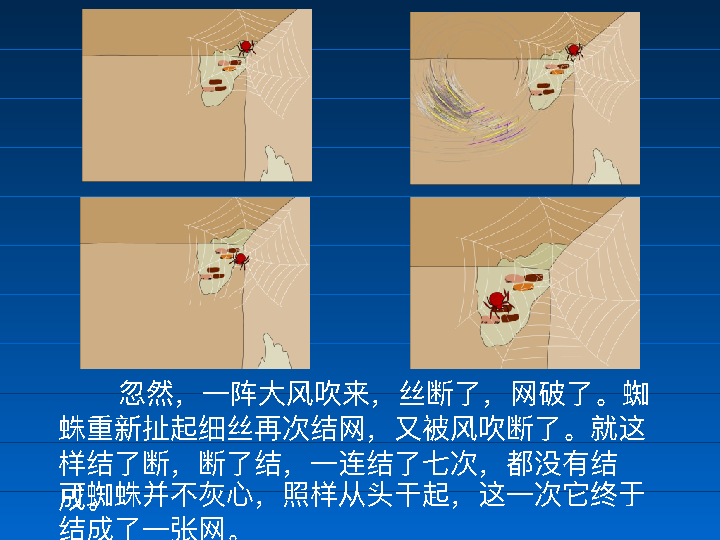 忽然，一阵大风吹来，丝断了，网破了。蜘
蛛重新扯起细丝再次结网，又被风吹断了。就这
样结了断，断了结，一连结了七次，都没有结
成。
可蜘蛛并不灰心，照样从头干起，这一次它终于
结成了一张网。